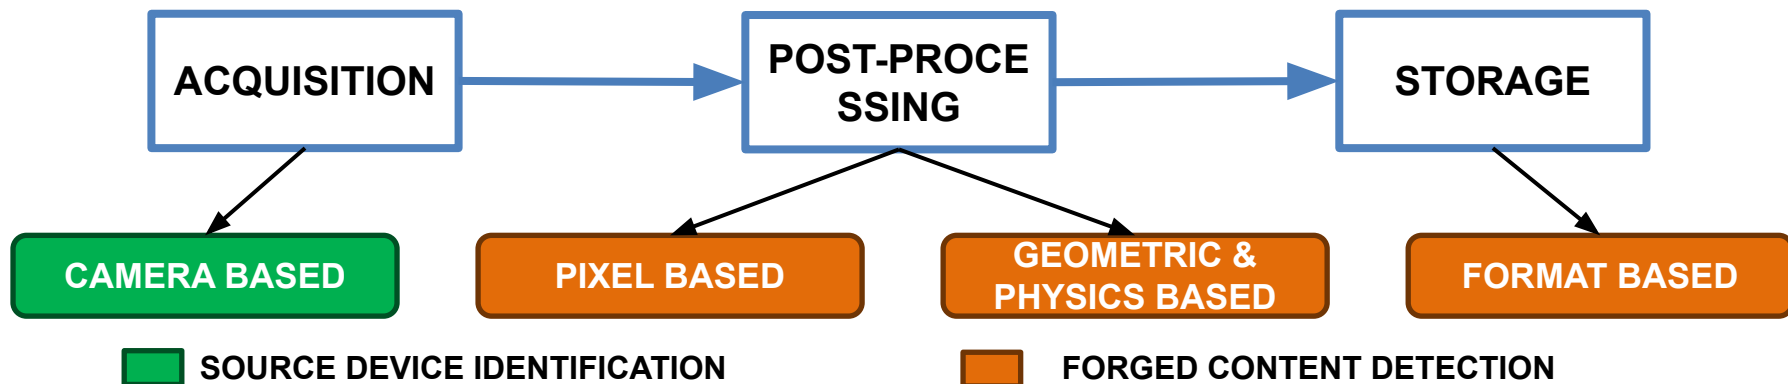 ACQUISITION
POST-PROCE
SSING
STORAGE
CAMERA BASED
PIXEL BASED
GEOMETRIC &
PHYSICS BASED
FORMAT BASED
SOURCE DEVICE IDENTIFICATION
FORGED CONTENT DETECTION